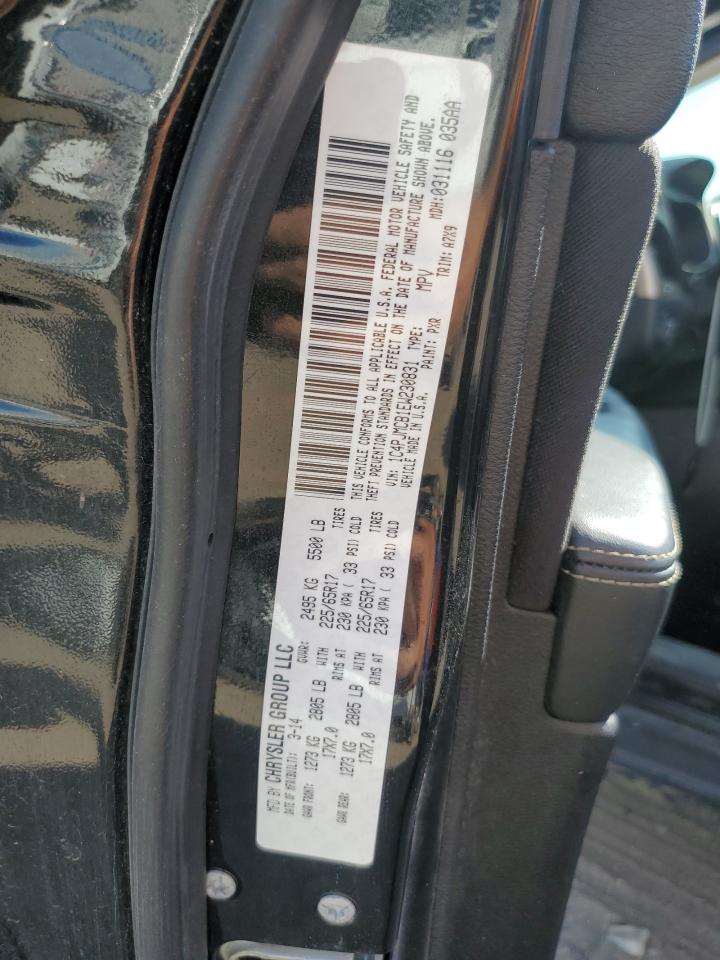 MFD BY CHRYSLER GROUP LLC
DATE OF MFR(BUILT): 3-14 GVWR: 2495 KG 5500 LB
GAWR FRONT: 1273 KG 2805 LB WITH 225/65R17 TIRES
17X7.0 RIMS AT 230 KPA ( 33 PSI) COLD
GAWR REAR: 1273 KG 2805 LB WITH 225/65R17 TIRES
17X7.0 RIMS AT 230 KPA ( 33 PSI) COLD
THIS VEHICLE CONFORMS TO ALL APPLICABLE U.S.A. FEDERAL MOTOR VEHICLE SAFETY AND
THEFT PREVENTION STANDARDS IN EFFECT ON THE DATE OF MANUFACTURE SHOWN ABOVE.
VIN: 1C4PJMCB1EW230831 TYPE: MPV MDH: 031116 035AA
VEHICLE MADE IN U.S.A. PAINT: PXR TRIM: A7X9